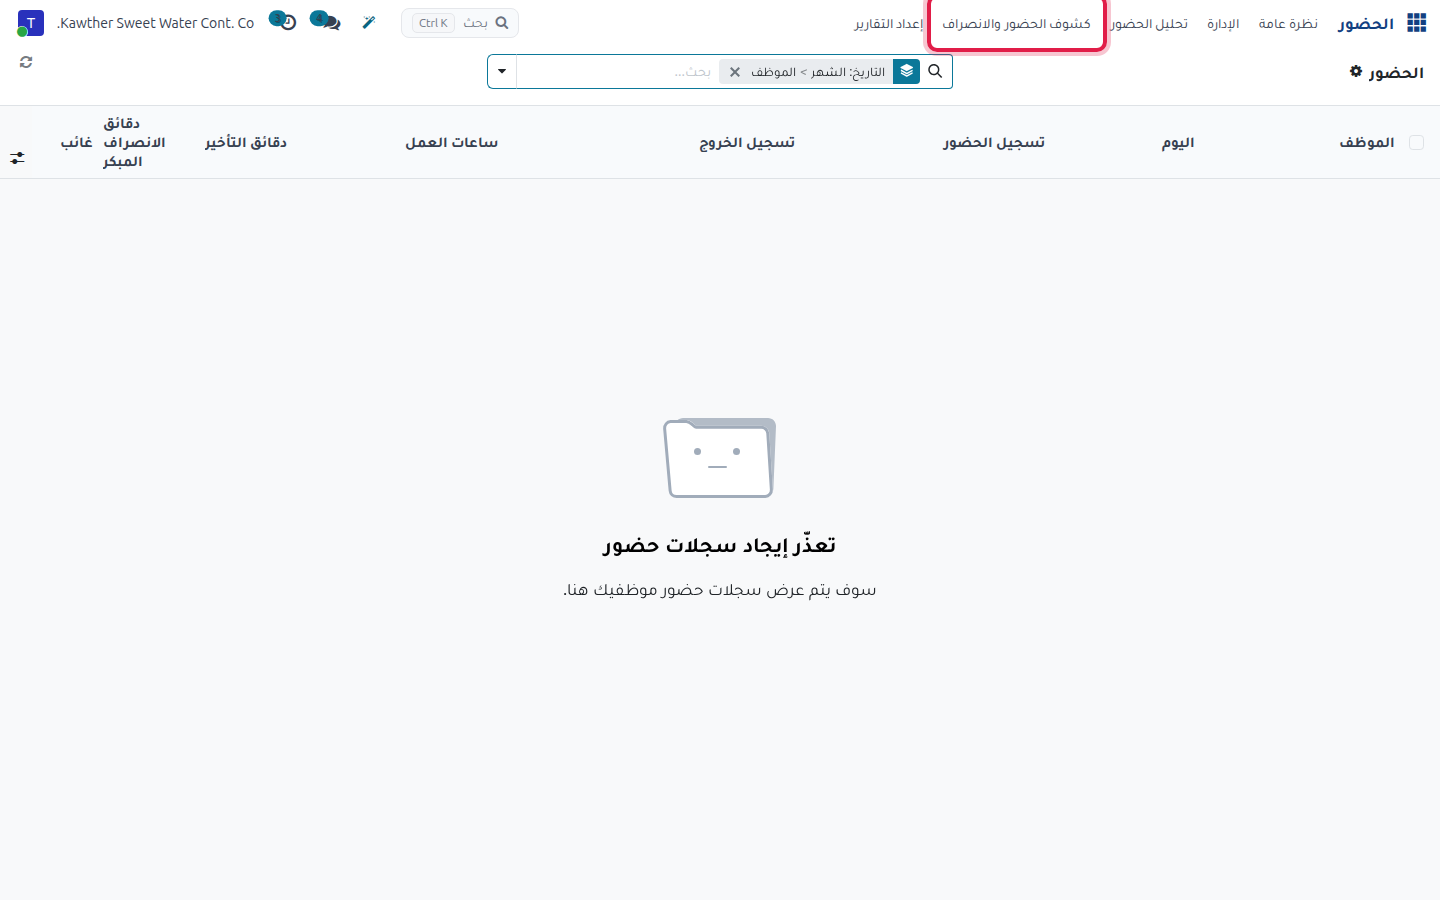 الحضور
نظرة عامة
الإدارة
تحليل الحضور
كشوف الحضور والانصراف
إعداد التقارير
بحث
Ctrl K
4
3
Kawther Sweet Water Cont. Co.
T
الحضور
التاريخ: الشهر > الموظف
بحث...
الموظف
اليوم
تسجيل الحضور
تسجيل الخروج
ساعات العمل
دقائق التأخير
دقائق
الانصراف
المبكر
غائب
تعذّر إيجاد سجلات حضور
سوف يتم عرض سجلات حضور موظفيك هنا.